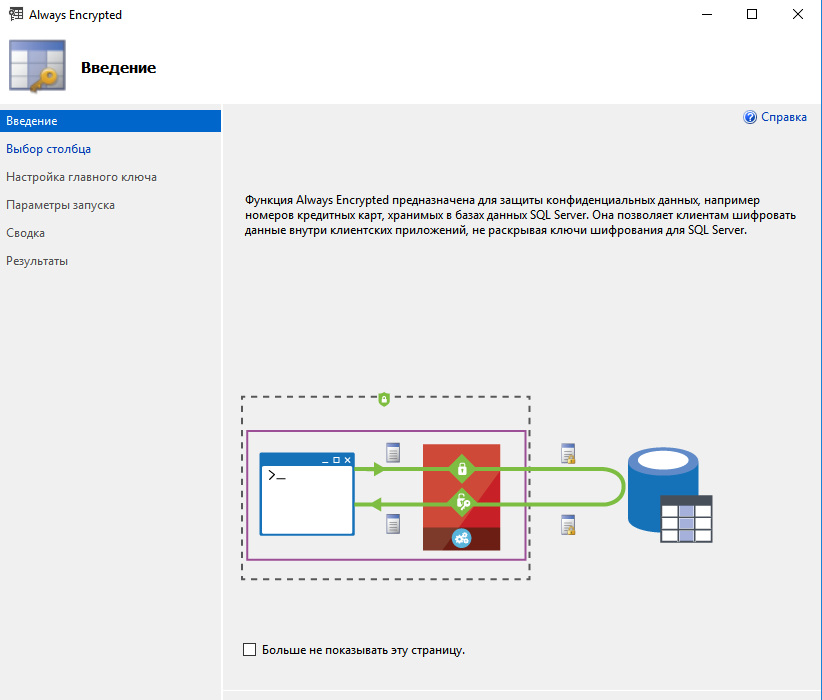 Always Encrypted
Введение
Введение
Выбор столбца
Настройка главного ключа
Параметры запуска
Сводка
Результаты
Справка
Функция Always Encrypted предназначена для защиты конфиденциальных данных, например
номеров кредитных карт, хранимых в базах данных SQL Server. Она позволяет клиентам шифровать
данные внутри клиентских приложений, не раскрывая ключи шифрования для SQL Server.
>_
Больше не показывать эту страницу.